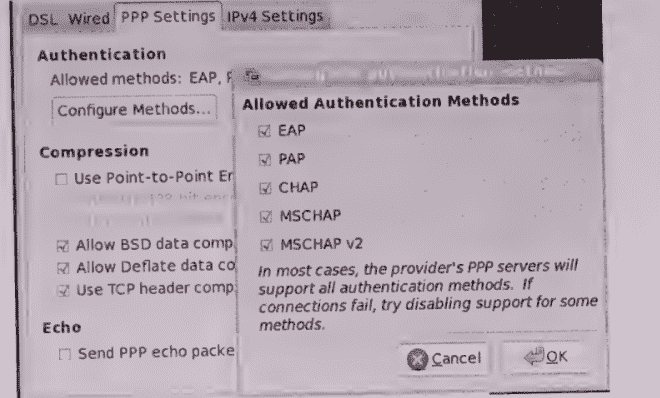 DSL Wired PPP Settings IPv4 Settings
Authentication
Allowed methods: EAP,
Configure Methods...
Compression
Use Point-to-Point Er
Allow BSD data comp
Allow Deflate data co
Use TCP header comp
Echo
Send PPP echo packe
Allowed Authentication Methods
EAP
PAP
CHAP
MSCHAP
MSCHAP v2
In most cases, the provider's PPP servers will
support all authentication methods. If
connections fail, try disabling support for some
methods.
Cancel OK